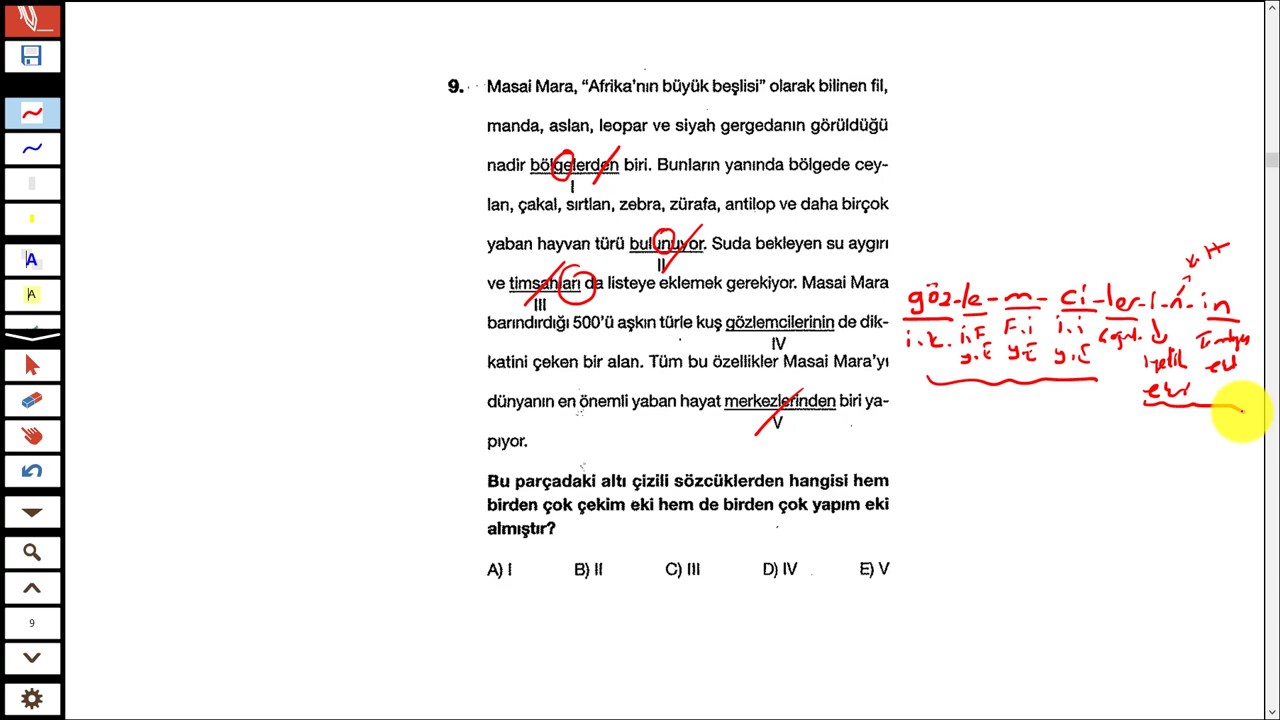 9. Masai Mara, “Afrika’nın büyük beşlisi” olarak bilinen fil,
manda, aslan, leopar ve siyah gergedanın görüldüğü
nadir bölgelerden biri. Bunların yanında bölgede cey-
I
lan, çakal, sırtlan, zebra, zürafa, antilop ve daha birçok
yaban hayvan türü bulunuyor. Suda bekleyen su aygırı
II
ve timsahları da listeye eklemek gerekiyor. Masai Mara
III
barındırdığı 500’ü aşkın türle kuş gözlemcilerinin de dik-
IV
katini çeken bir alan. Tüm bu özellikler Masai Mara’yı
dünyanın en önemli yaban hayat merkezlerinden biri ya-
V
pıyor.
Bu parçadaki altı çizili sözcüklerden hangisi hem
birden çok çekim eki hem de birden çok yapım eki
almıştır?
A) I B) II C) III D) IV E) V
göz-le-m-ci-ler-i-n-in
i.k. i.F F.i i.i
y.E y.E y.E
iyelik
eki
eki
A
A
9